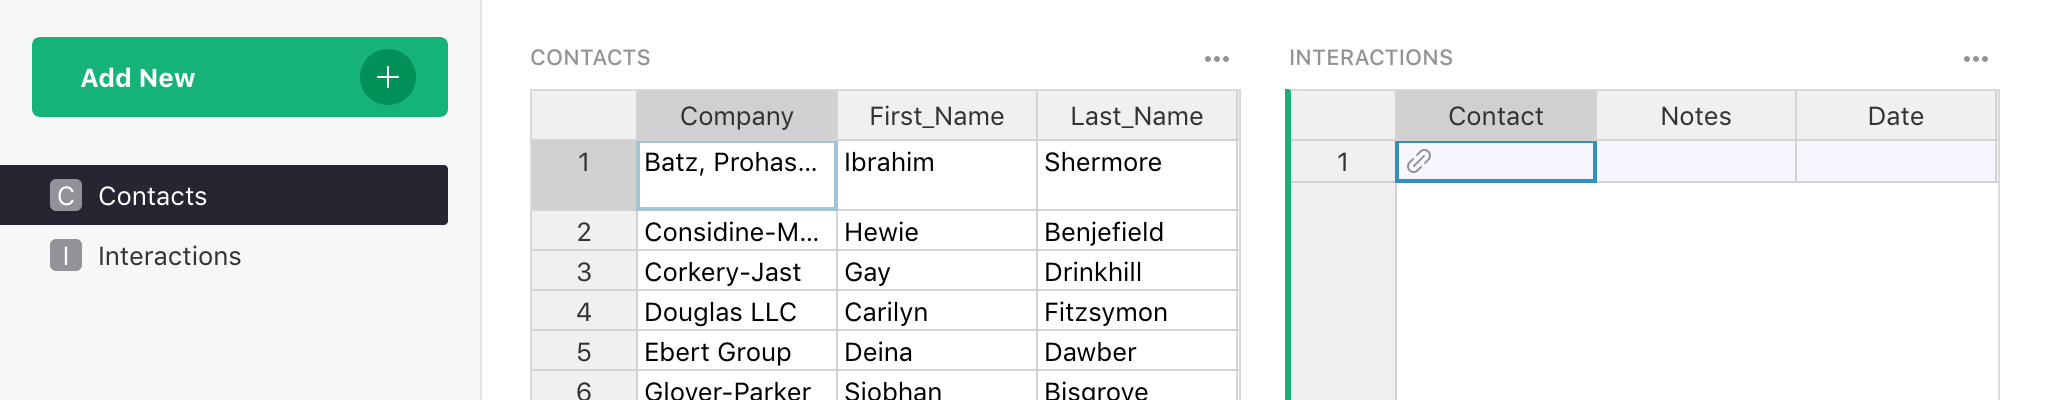 Add New
C Contacts
I Interactions
CONTACTS
Company First_Name Last_Name
1 Batz, Prohas... Ibrahim Shermore
2 Considine-M... Hewie Benjefield
3 Corkery-Jast Gay Drinkhill
4 Douglas LLC Carilyn Fitzsymon
5 Ebert Group Deina Dawber
6 Glover-Parker Siobhan Bisgrove
INTERACTIONS
Contact Notes Date
1